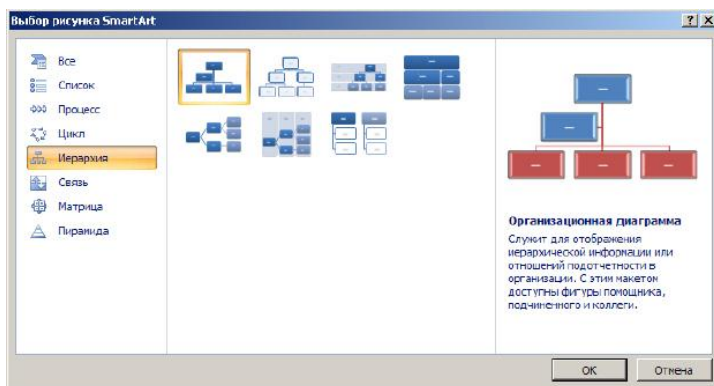 Выбор рисунка SmartArt
Все
Список
Процесс
Цикл
Иерархия
Связь
Матрица
Пирамида
Организационная диаграмма
Служит для отображения
иерархической информации или
отношений подотчетности в
организации. С этим макетом
доступны фигуры помощника,
подчиненного и коллеги.
ОК
Отмена